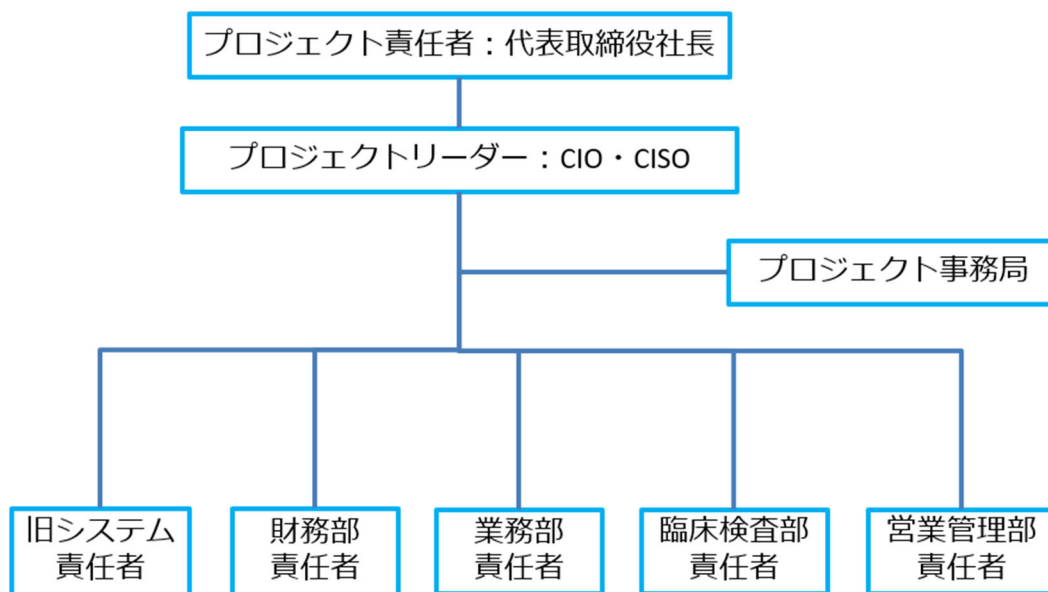 プロジェクト責任者：代表取締役社長
プロジェクトリーダー：CIO・CISO
プロジェクト事務局
旧システム
責任者
財務部
責任者
業務部
責任者
臨床検査部
責任者
営業管理部
責任者